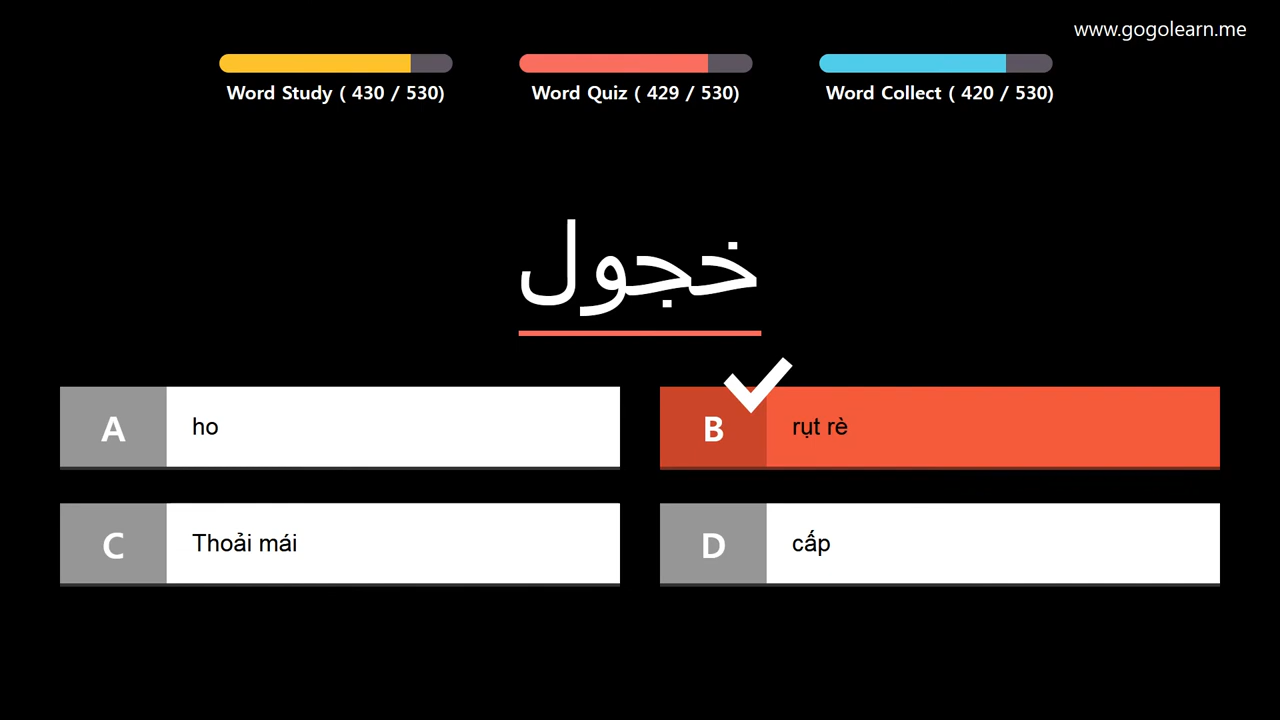 www.gogolearn.me
Word Study ( 430 / 530)
Word Quiz ( 429 / 530)
Word Collect ( 420 / 530)
خجول
A ho
B rụt rè
C Thoải mái
D cấp